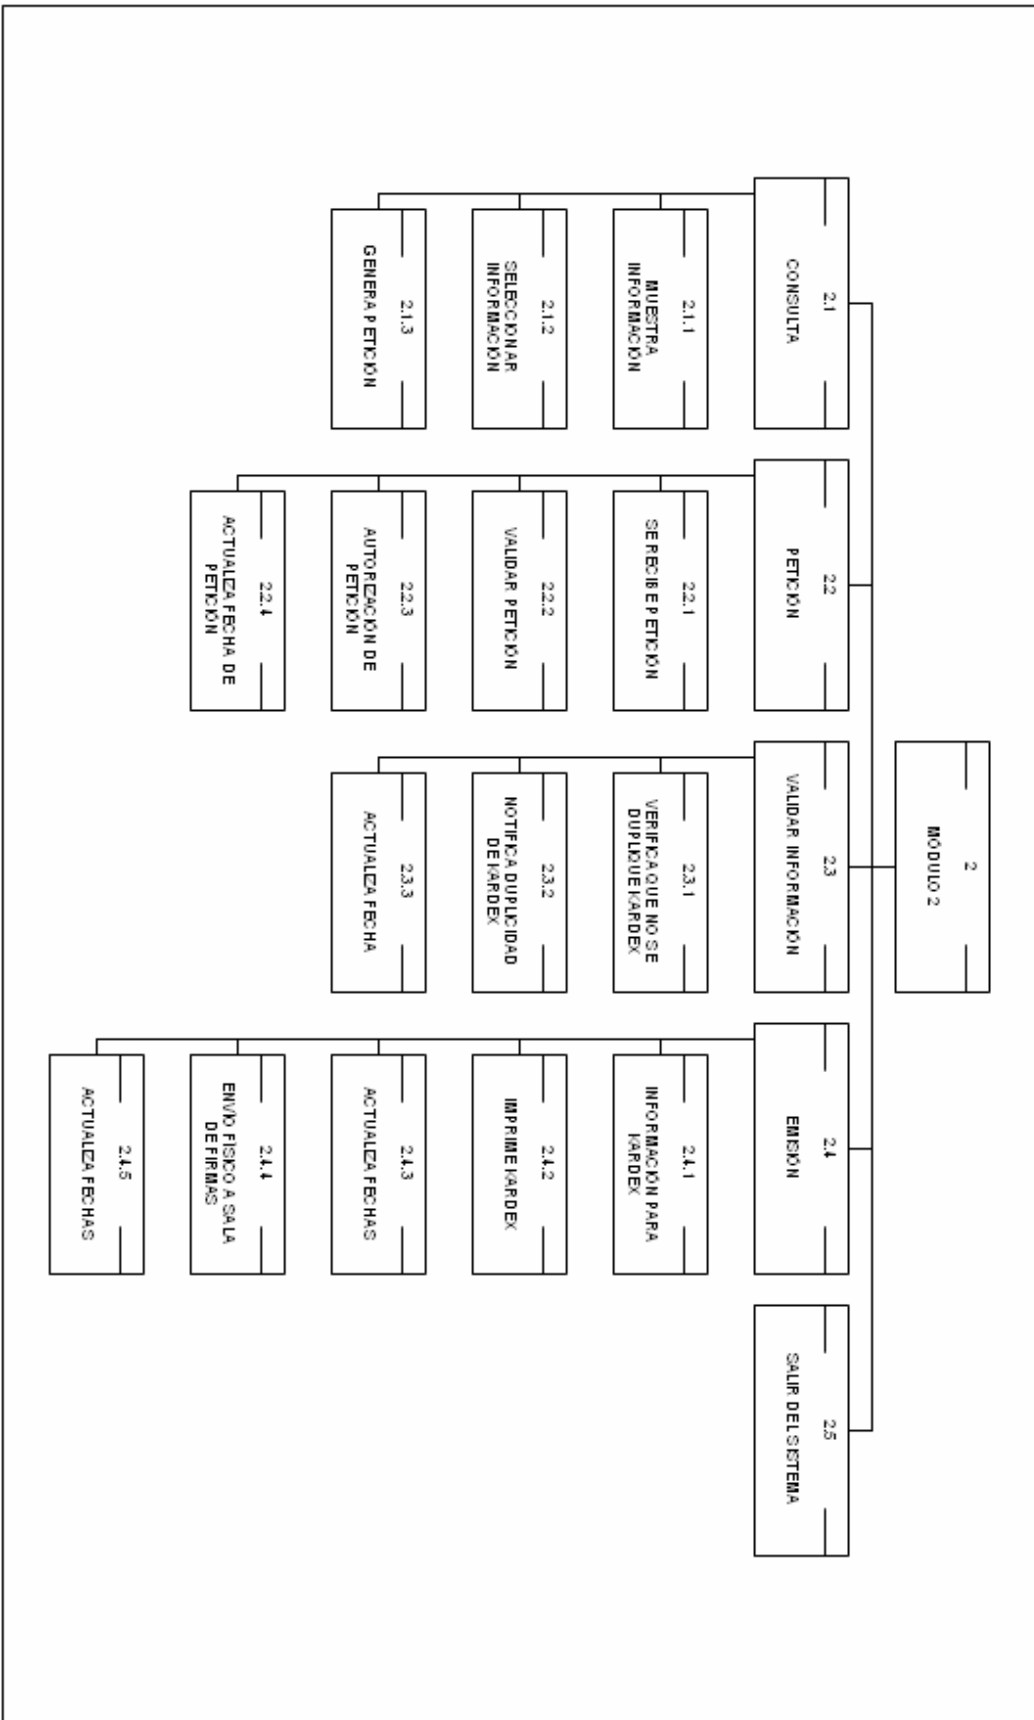 2
MÓDULO 2
2.1
CONSULTA
2.2
PETICIÓN
2.3
VALIDAR INFORMACIÓN
2.4
EMISIÓN
2.5
SALIR DEL SISTEMA
2.1.1
MUESTRA
INFORMACIÓN
2.1.2
SELECCIONAR
INFORMACIÓN
2.1.3
GENERA PETICIÓN
2.2.1
SE RECIBE PETICIÓN
2.2.2
VALIDAR PETICIÓN
2.2.3
AUTORIZACIÓN DE
PETICIÓN
2.2.4
ACTUALIZA FECHA DE
PETICIÓN
2.3.1
VERIFICA QUE NO SE
DUPLIQUE KARDEX
2.3.2
NOTIFICA DUPLICIDAD
DE KARDEX
2.3.3
ACTUALIZA FECHA
2.4.1
INFORMACIÓN PARA
KARDEX
2.4.2
IMPRIME KARDEX
2.4.3
ACTUALIZA FECHAS
2.4.4
ENVÍO FÍSICO A SALA
DE FIRMAS
2.4.5
ACTUALIZA FECHAS